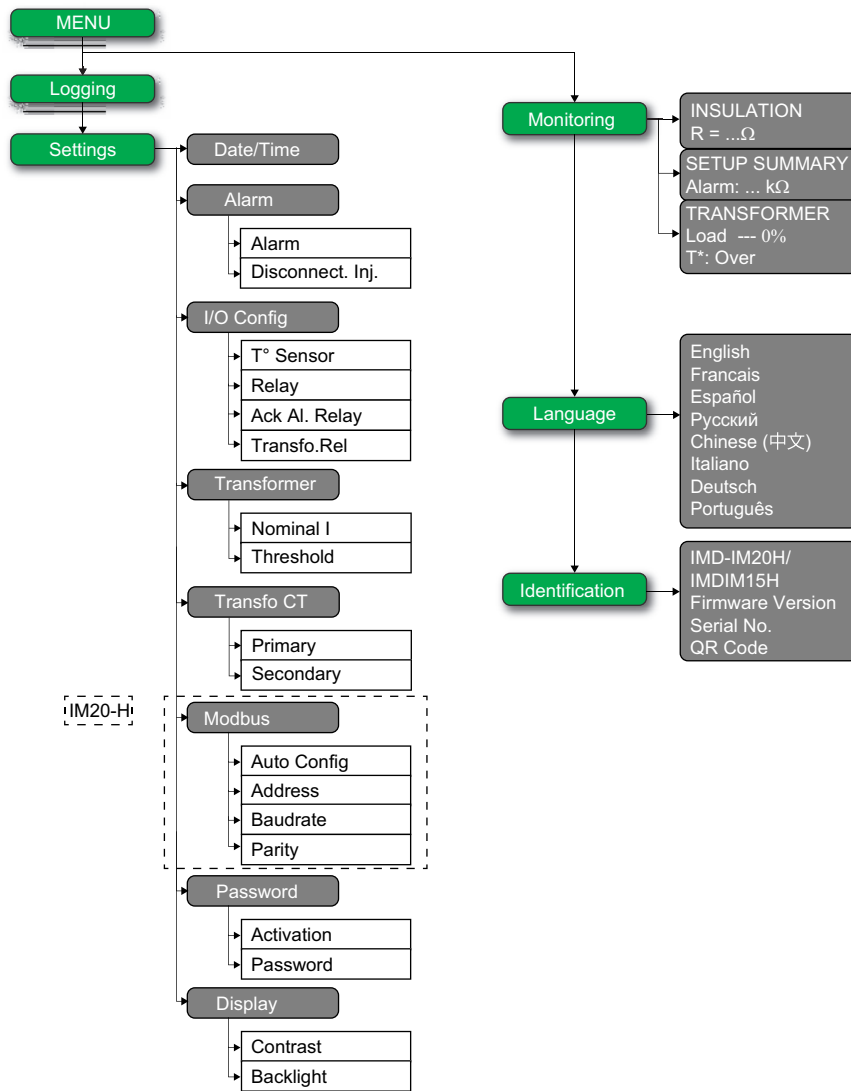 MENU
Logging
Settings
Date/Time
Alarm
Alarm
Disconnect. Inj.
I/O Config
T° Sensor
Relay
Ack Al. Relay
Transfo.Rel
Transformer
Nominal I
Threshold
Transfo CT
Primary
Secondary
IM20-H
Modbus
Auto Config
Address
Baudrate
Parity
Password
Activation
Password
Display
Contrast
Backlight
Monitoring
INSULATION
R = ...Ω
SETUP SUMMARY
Alarm: ... kΩ
TRANSFORMER
Load --- 0%
T*: Over
Language
English
Francais
Español
Русский
Chinese (中文)
Italiano
Deutsch
Português
Identification
IMD-IM20H/
IMDIM15H
Firmware Version
Serial No.
QR Code